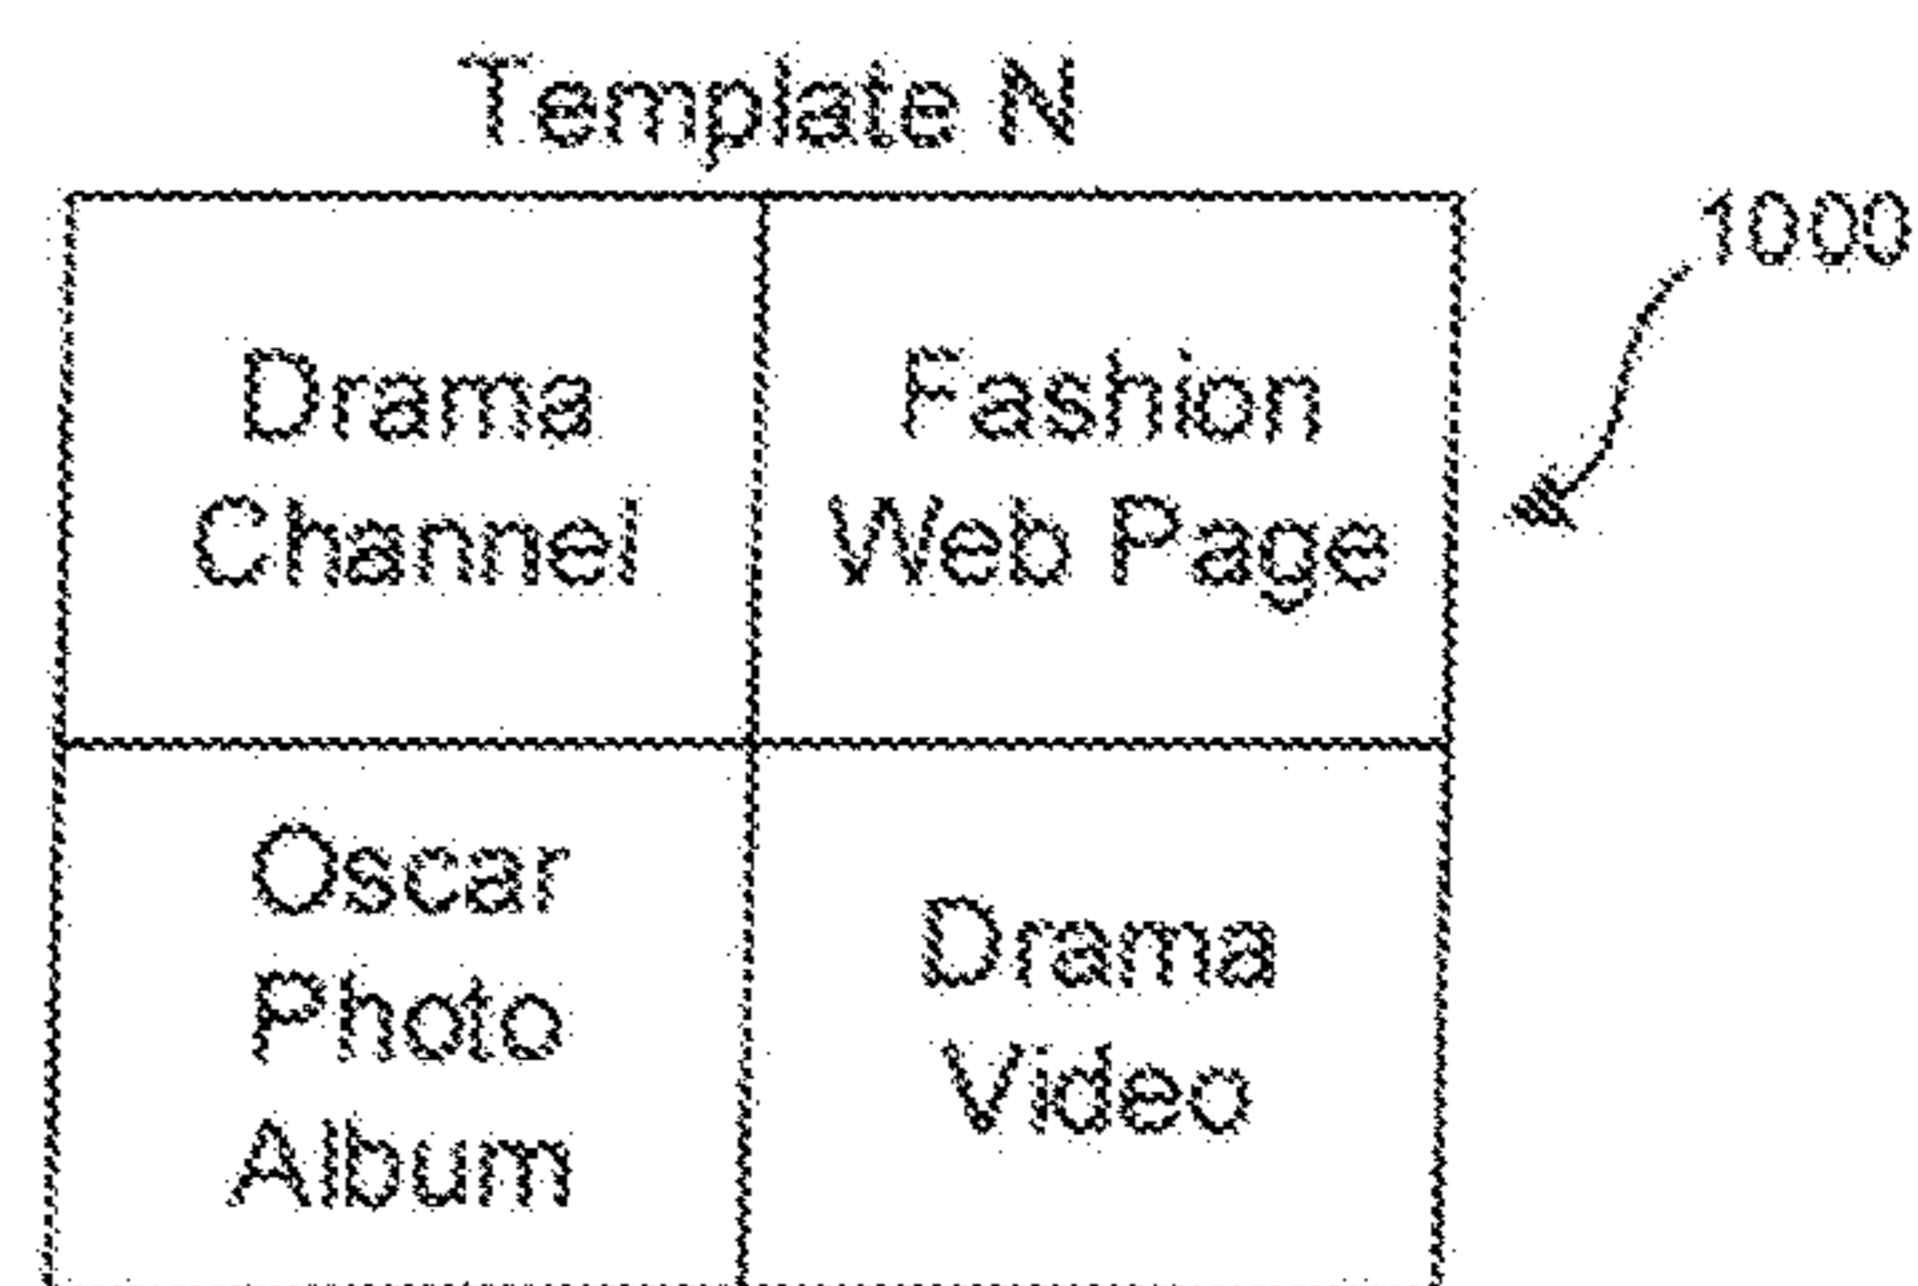 Template N
1000
Drama
Channel
Fashion
Web Page
Oscar
Photo
Album
Drama
Video